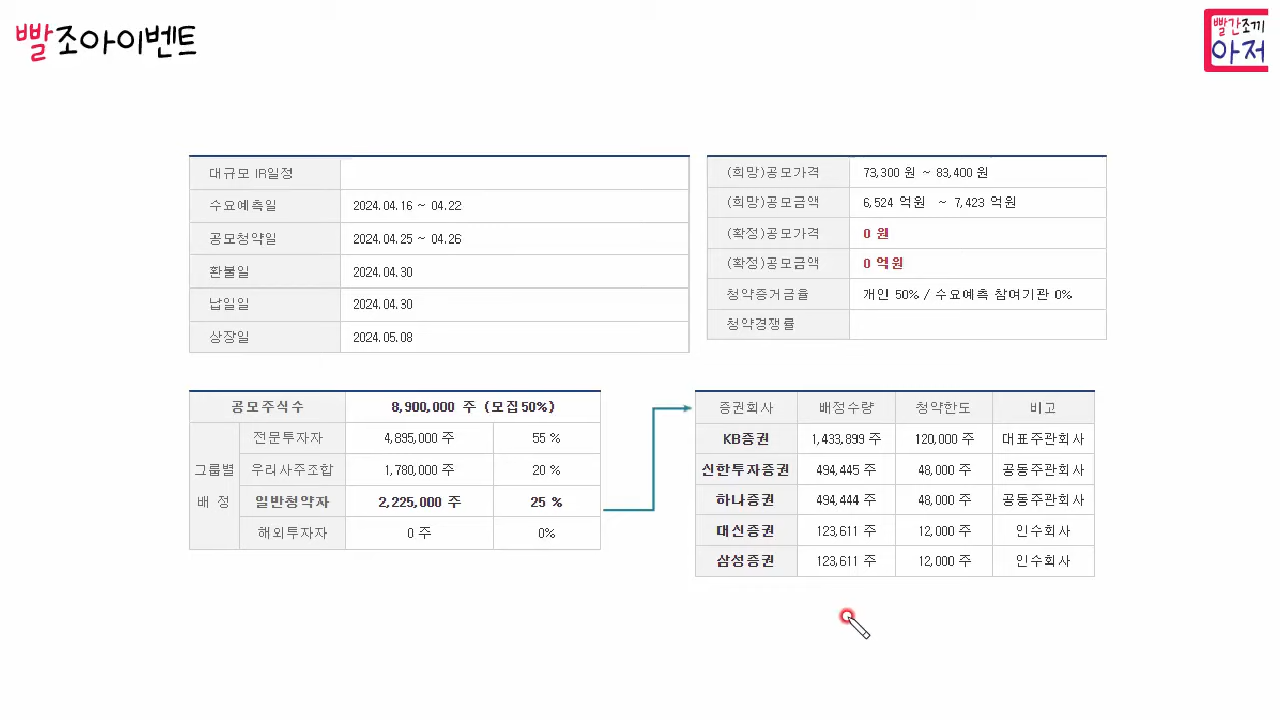 빨조아이벤트
빨간조끼
아저
대규모 IR일정
수요예측일 2024.04.16 ~ 04.22
공모청약일 2024.04.25 ~ 04.26
환불일 2024.04.30
납일일 2024.04.30
상장일 2024.05.08
(희망)공모가격 73,300 원 ~ 83,400 원
(희망)공모금액 6,524 억원 ~ 7,423 억원
(확정)공모가격 0 원
(확정)공모금액 0 억원
청약증거금율 개인 50% / 수요예측 참여기관 0%
청약경쟁률
공모주식수 8,900,000 주 (모집50%)
그룹별
배 정
전문투자자 4,895,000 주 55 %
우리사주조합 1,780,000 주 20 %
일반청약자 2,225,000 주 25 %
해외투자자 0 주 0%
증권회사 배정수량 청약한도 비고
KB증권 1,433,899 주 120,000 주 대표주관회사
신한투자증권 494,445 주 48,000 주 공동주관회사
하나증권 494,444 주 48,000 주 공동주관회사
대신증권 123,611 주 12,000 주 인수회사
삼성증권 123,611 주 12,000 주 인수회사